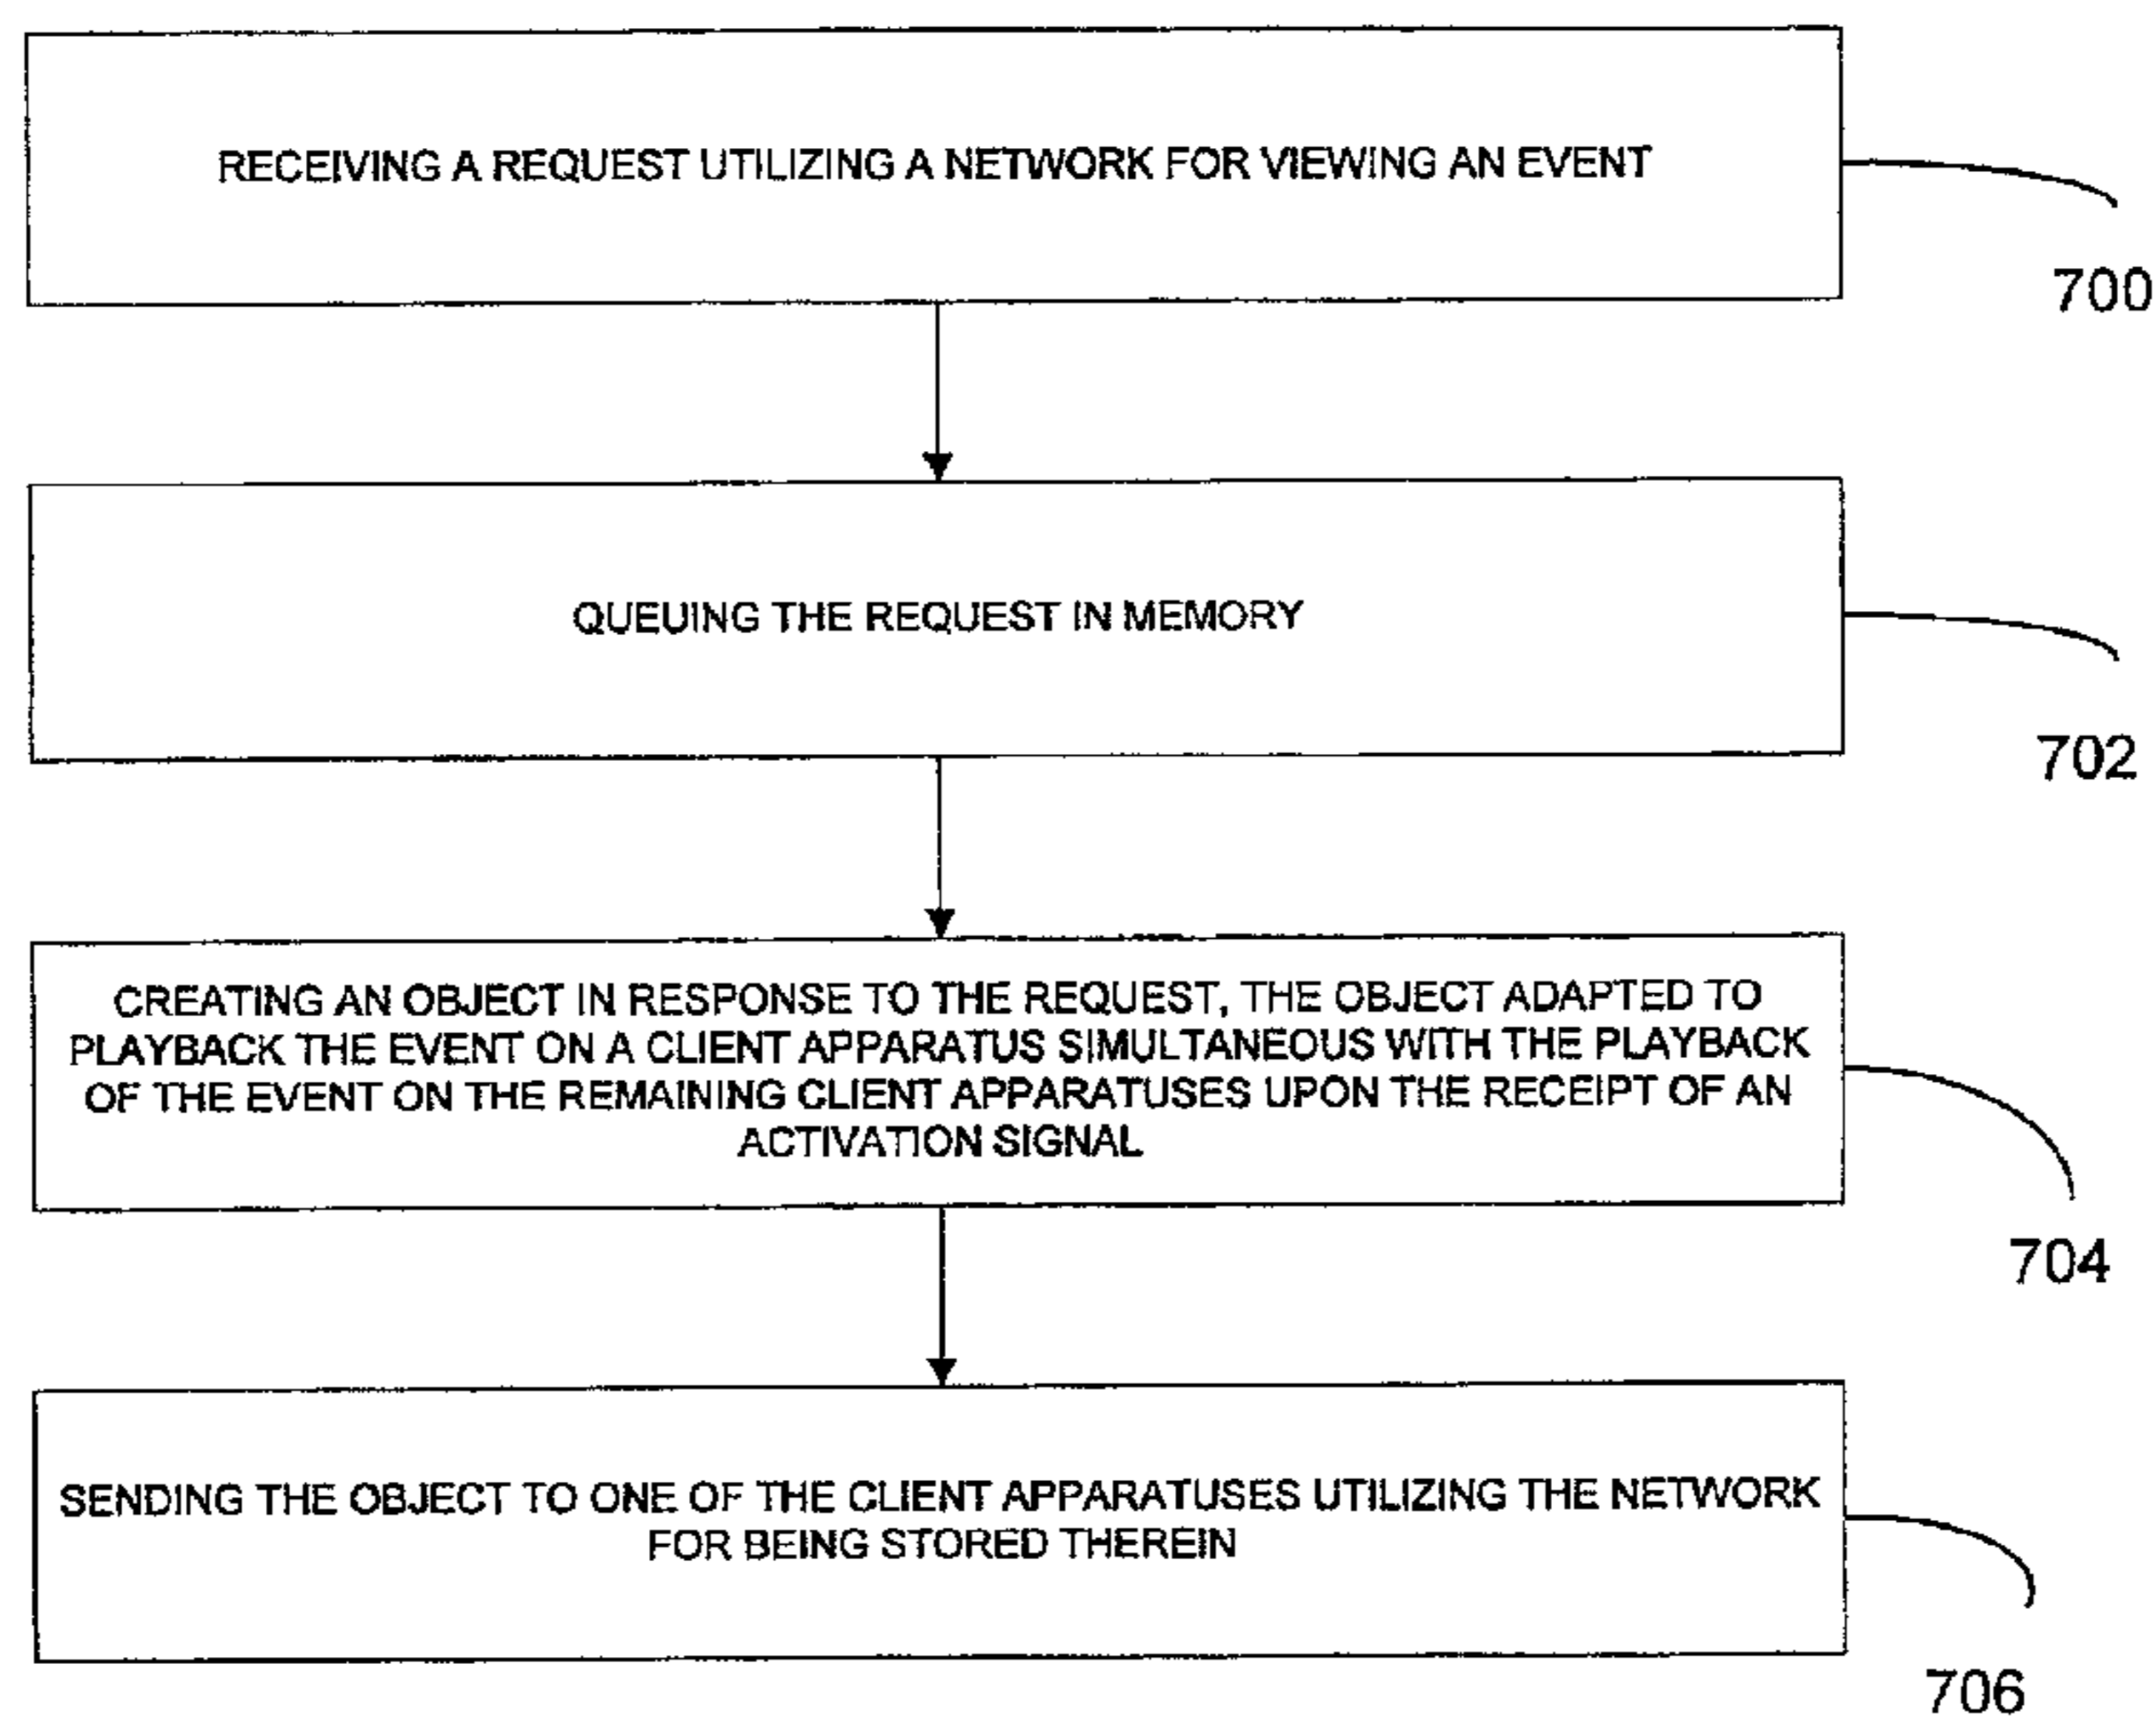 RECEIVING A REQUEST UTILIZING A NETWORK FOR VIEWING AN EVENT
700
QUEUING THE REQUEST IN MEMORY
702
CREATING AN OBJECT IN RESPONSE TO THE REQUEST, THE OBJECT ADAPTED TO
PLAYBACK THE EVENT ON A CLIENT APPARATUS SIMULTANEOUS WITH THE PLAYBACK
OF THE EVENT ON THE REMAINING CLIENT APPARATUSES UPON THE RECEIPT OF AN
ACTIVATION SIGNAL
704
SENDING THE OBJECT TO ONE OF THE CLIENT APPARATUSES UTILIZING THE NETWORK
FOR BEING STORED THEREIN
706